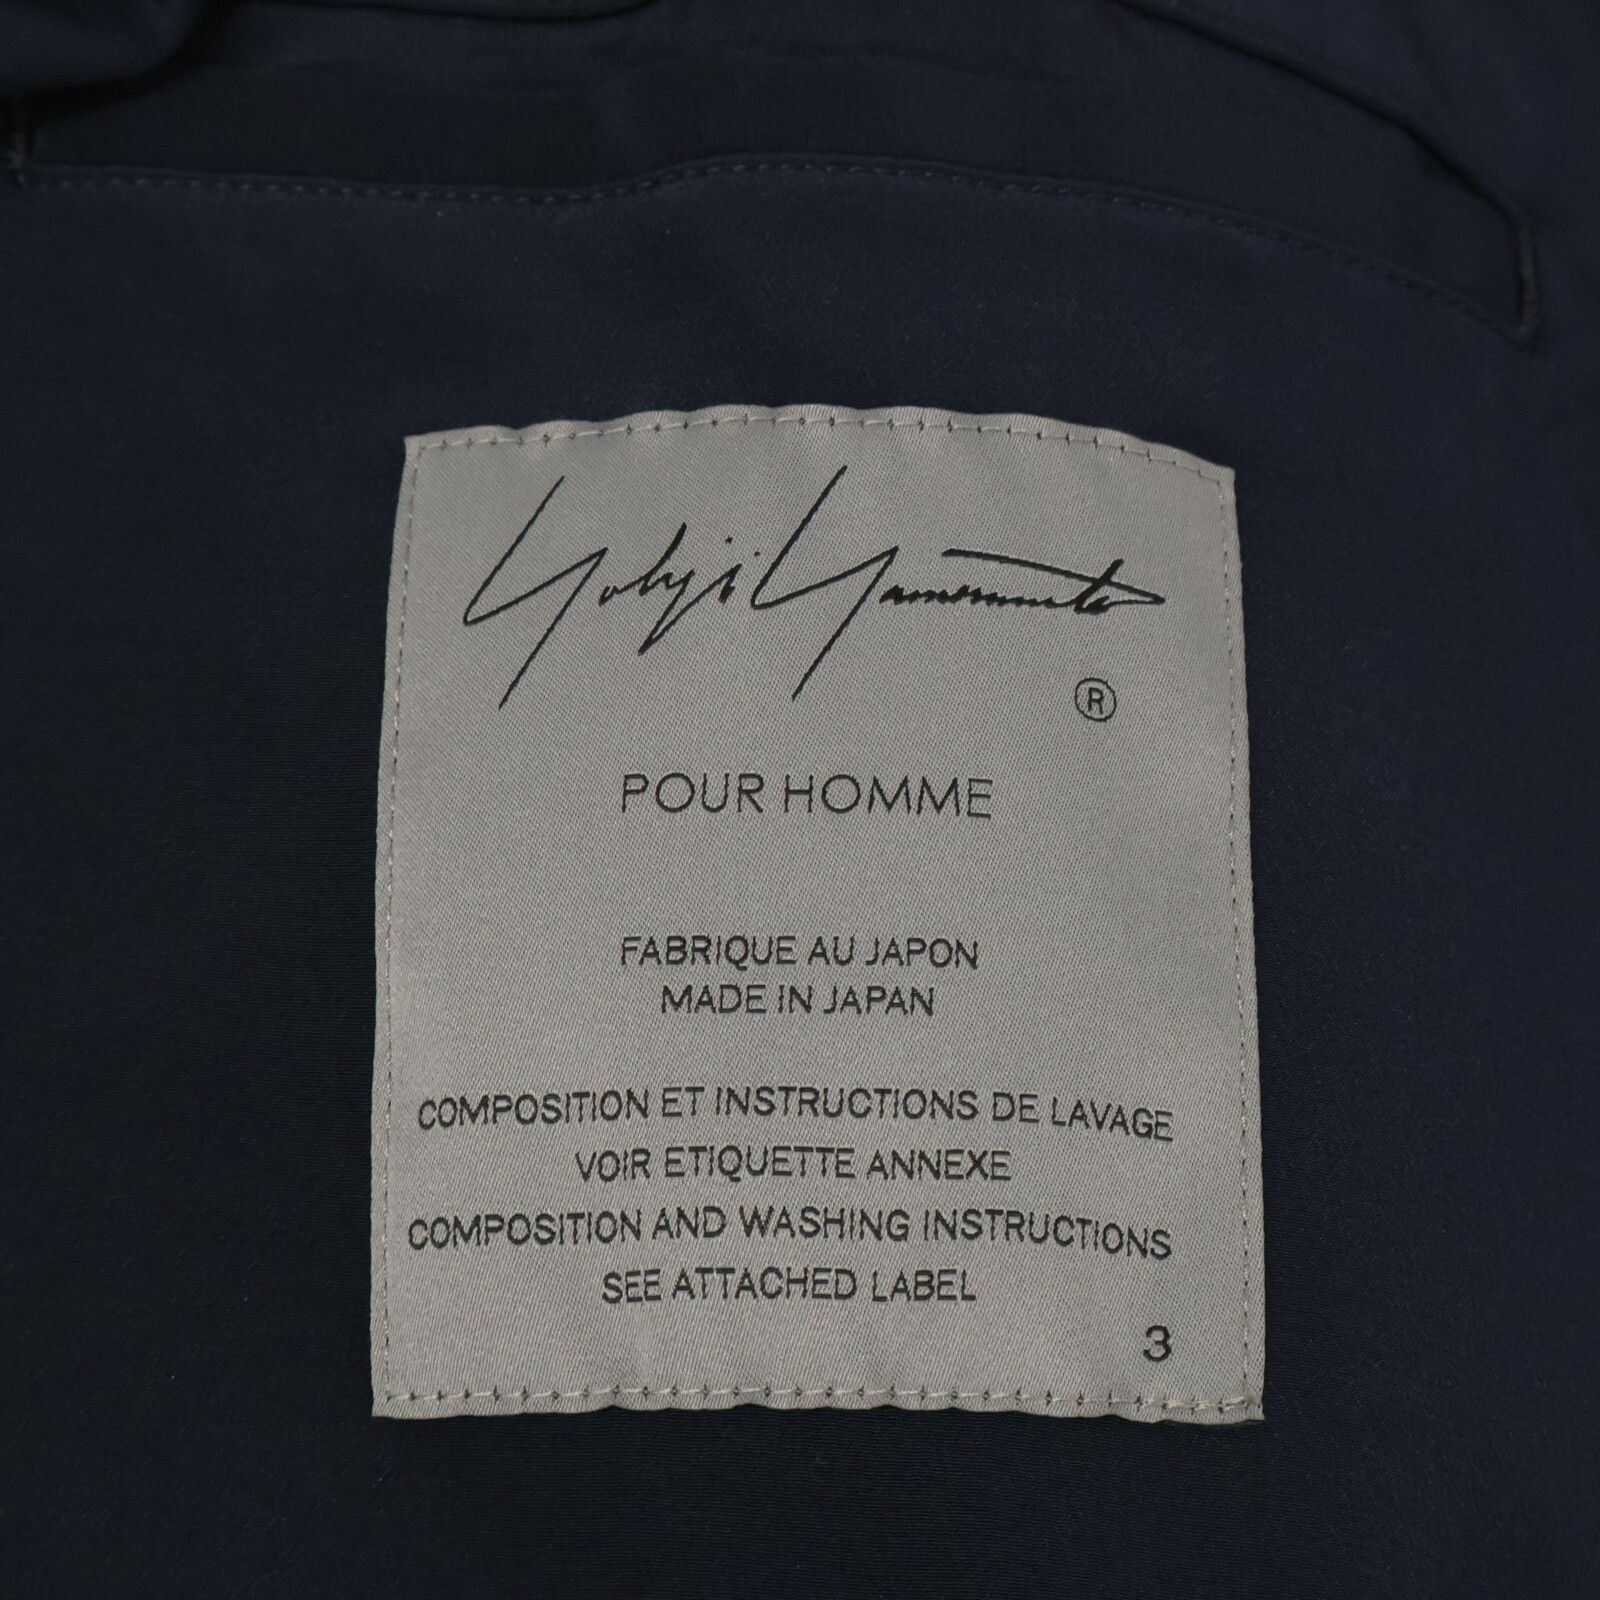 Yohji Yamamoto
®
POUR HOMME
FABRIQUE AU JAPON
MADE IN JAPAN
COMPOSITION ET INSTRUCTIONS DE LAVAGE
VOIR ETIQUETTE ANNEXE
COMPOSITION AND WASHING INSTRUCTIONS
SEE ATTACHED LABEL
3